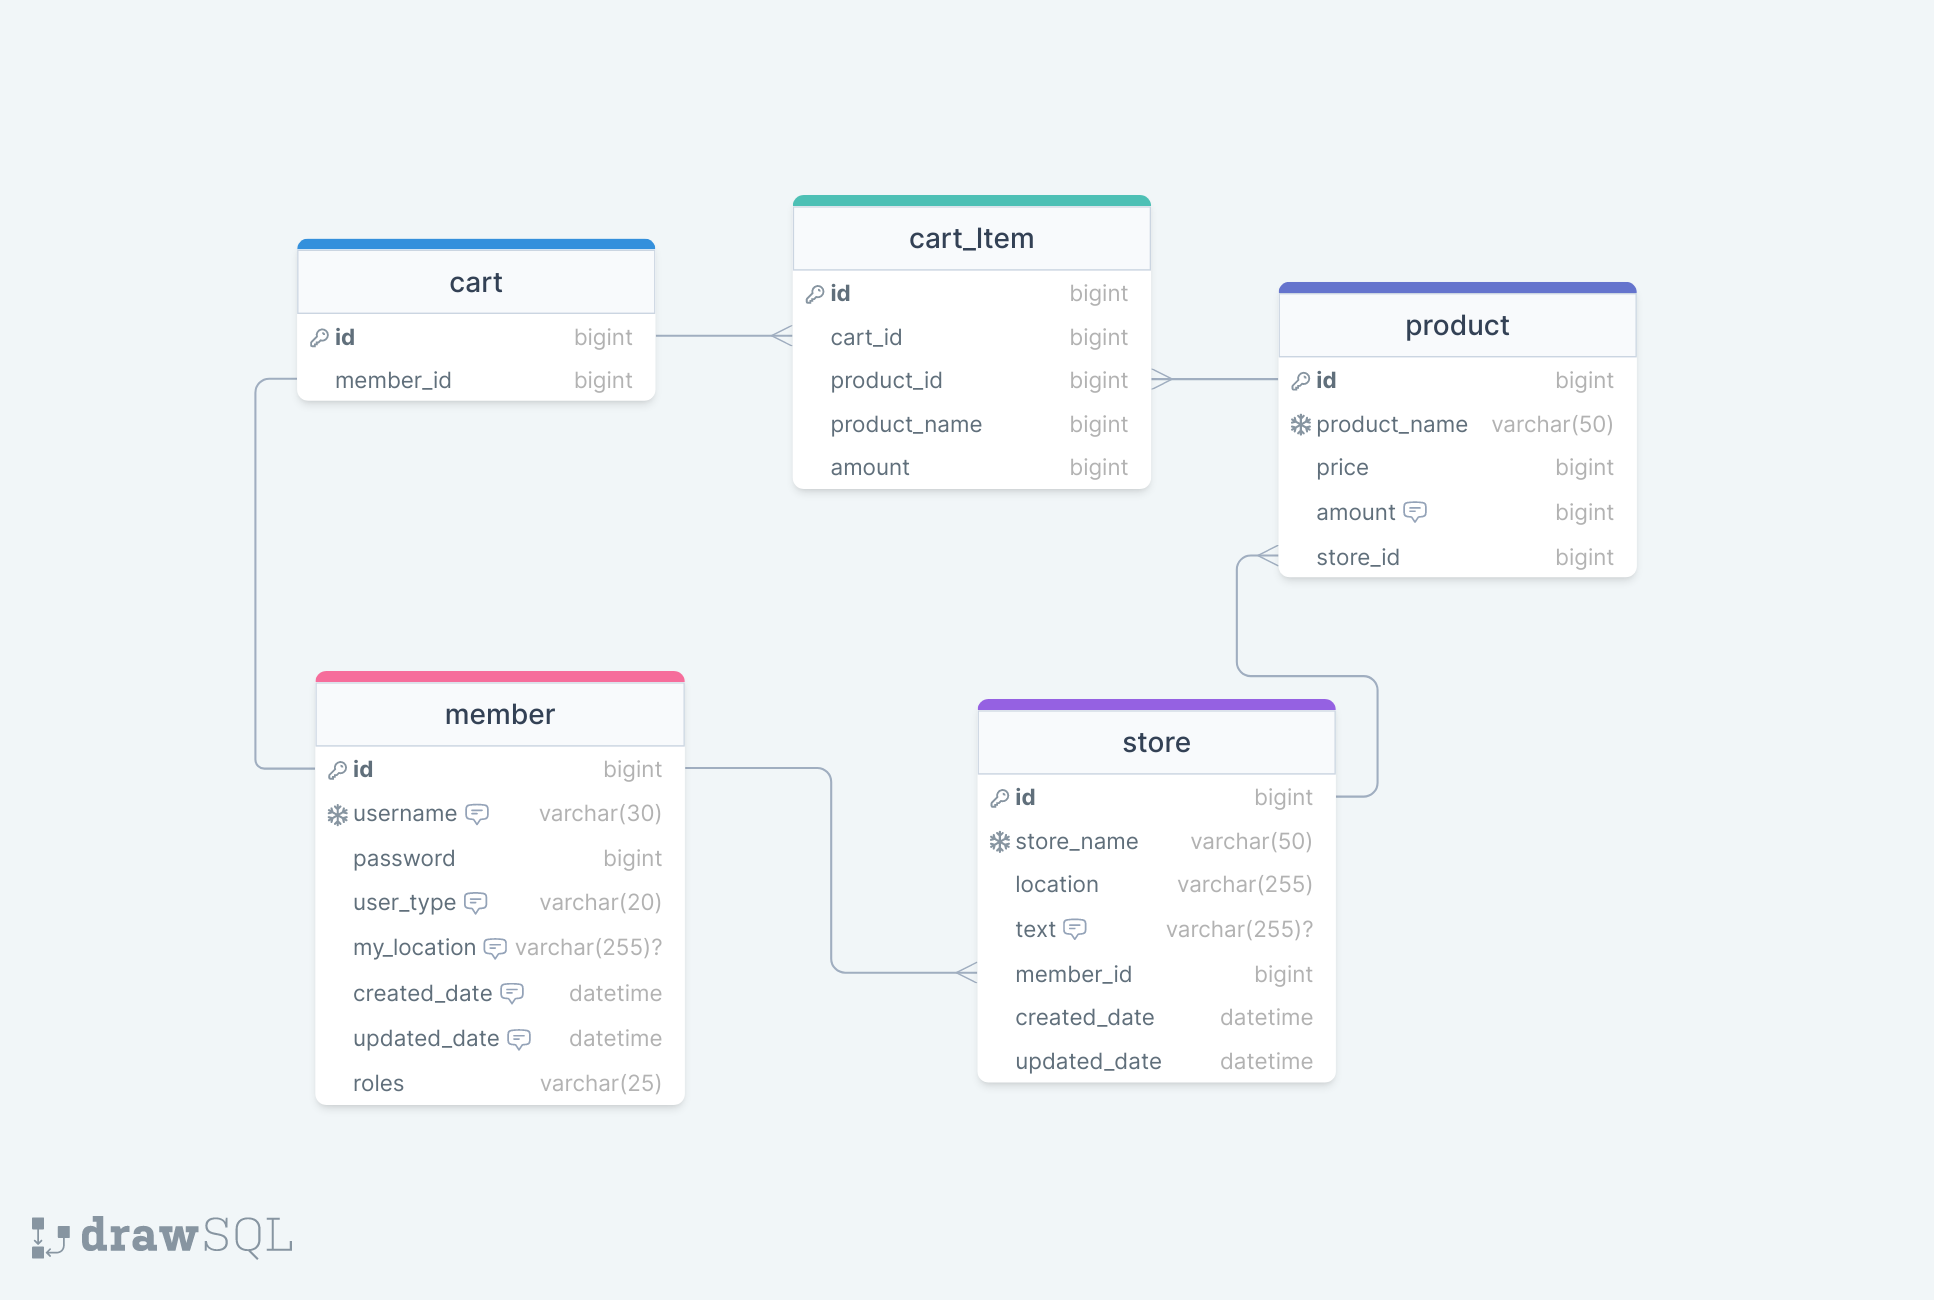 cart
id bigint
member_id bigint
cart_Item
id bigint
cart_id bigint
product_id bigint
product_name bigint
amount bigint
product
id bigint
product_name varchar(50)
price bigint
amount bigint
store_id bigint
member
id bigint
username varchar(30)
password bigint
user_type varchar(20)
my_location varchar(255)?
created_date datetime
updated_date datetime
roles varchar(25)
store
id bigint
store_name varchar(50)
location varchar(255)
text varchar(255)?
member_id bigint
created_date datetime
updated_date datetime
drawSQL